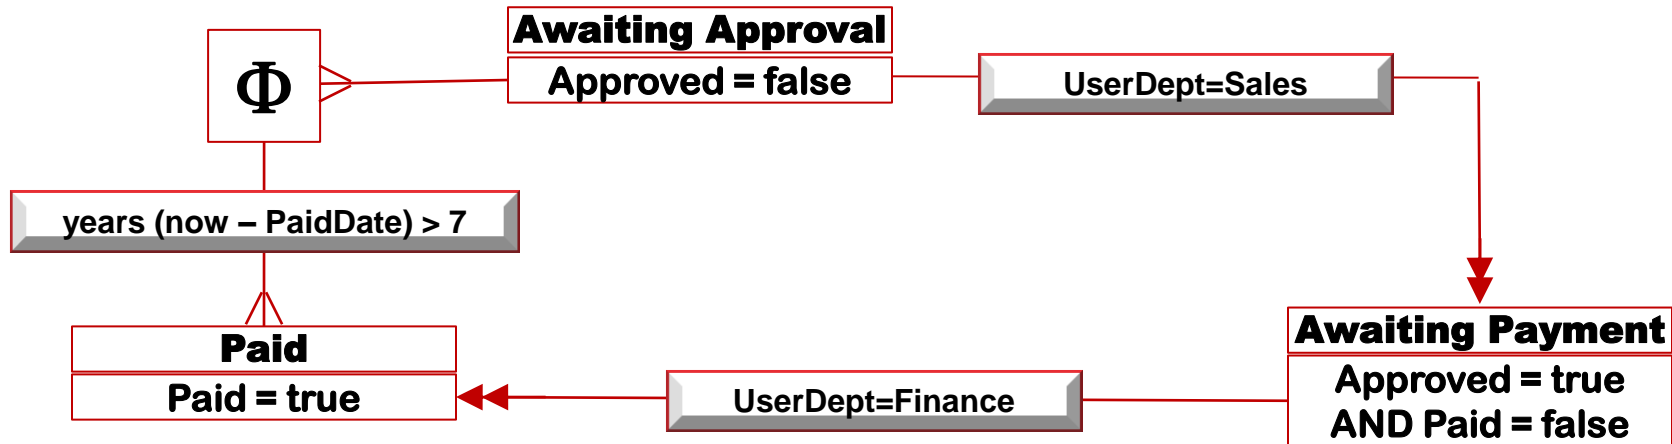 Φ
Awaiting Approval
Approved = false
UserDept=Sales
years (now – PaidDate) > 7
Paid
Paid = true
UserDept=Finance
Awaiting Payment
Approved = true
AND Paid = false